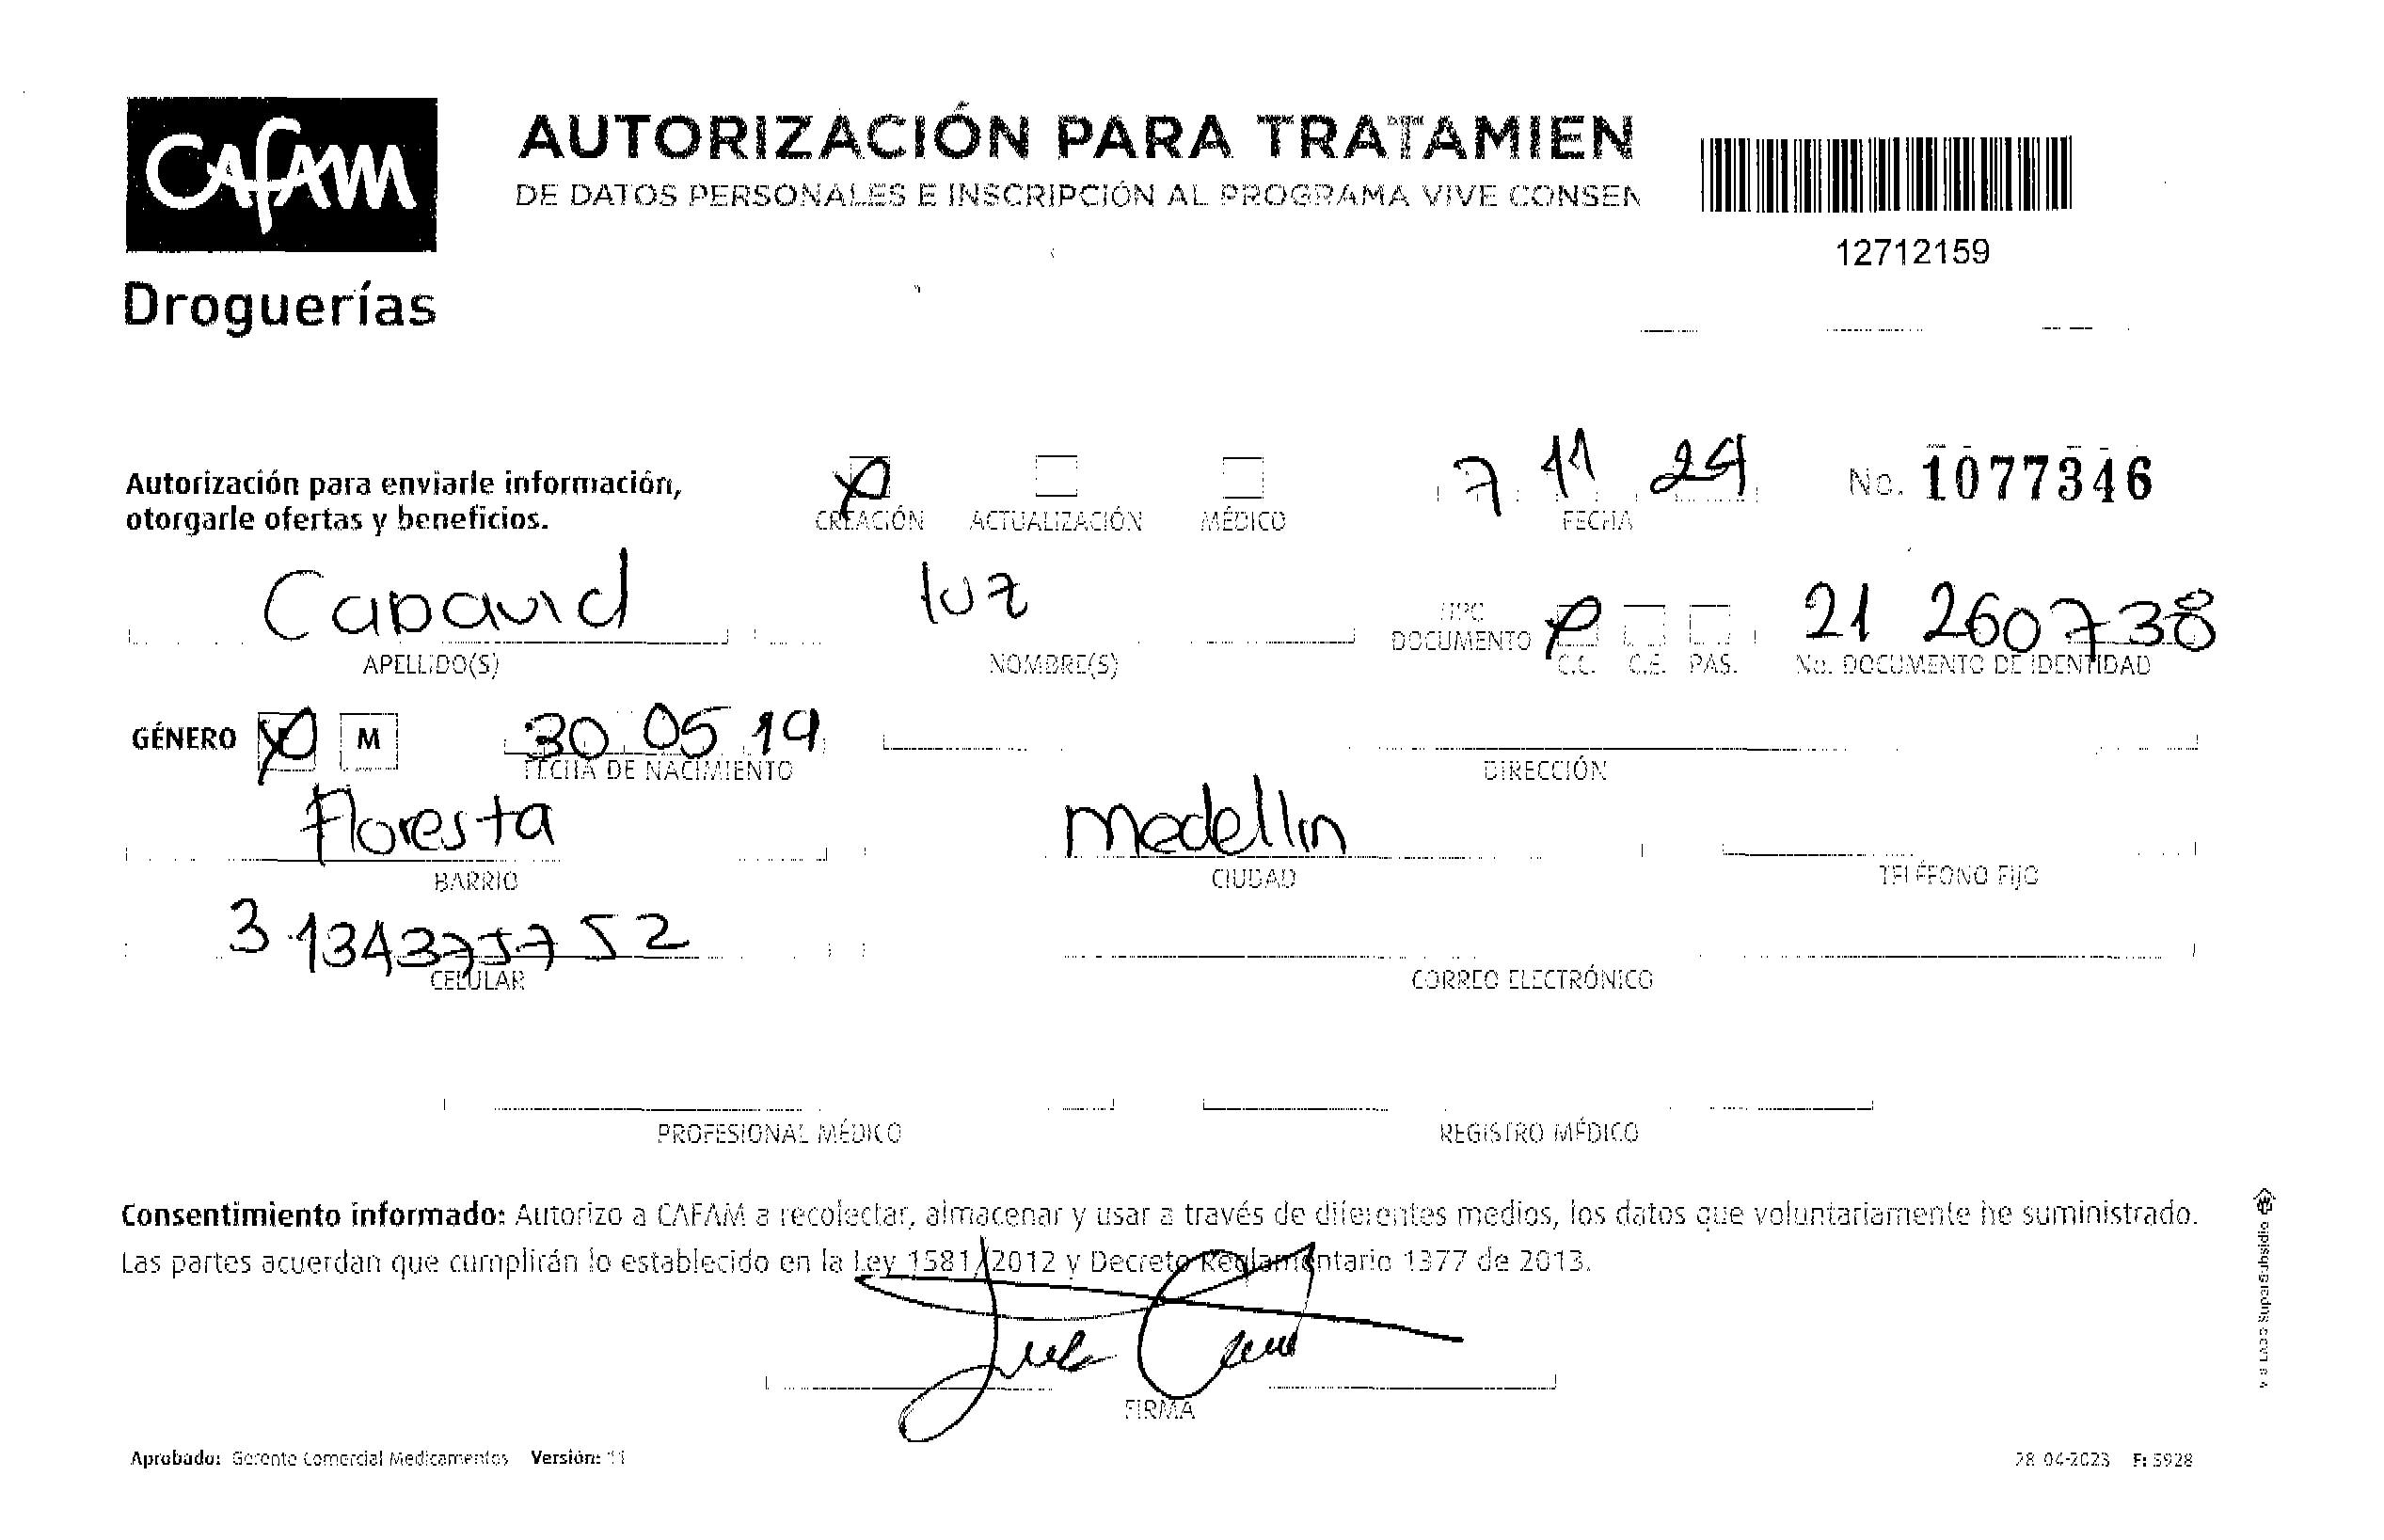 CAFAM
Droguerías
AUTORIZACIÓN PARA TRATAMIEN
DE DATOS PERSONALES E INSCRIPCIÓN AL PROGRAMA VIVE CONSEN
12712159
Autorización para enviarle información,
otorgarle ofertas y beneficios.
CREACIÓN ACTUALIZACIÓN MÉDICO
7 11 24
FECHA
No. 1077346
Capavid
APELLIDO(S)
luz
NOMBRE(S)
TIPO
DOCUMENTO
C.C. C.E. PAS.
21 260738
No. DOCUMENTO DE IDENTIDAD
GÉNERO M
30 05 19
FECHA DE NACIMIENTO
DIRECCIÓN
Floresta
BARRIO
medellin
CIUDAD
TELÉFONO FIJO
CELULAR
CORREO ELECTRÓNICO
PROFESIONAL MÉDICO
REGISTRO MÉDICO
Consentimiento informado: Autorizo a CAFAM a recolectar, almacenar y usar a través de diferentes medios, los datos que voluntariamente he suministrado.
Las partes acuerdan que cumplirán lo establecido en la Ley 1581/2012 y Decreto Reglamentario 1377 de 2013.
FIRMA
Aprobado: Gerente Comercial Medicamentos Versión: 11
28-04-2023 F: 5928
VIGILADO SuperSubsidio